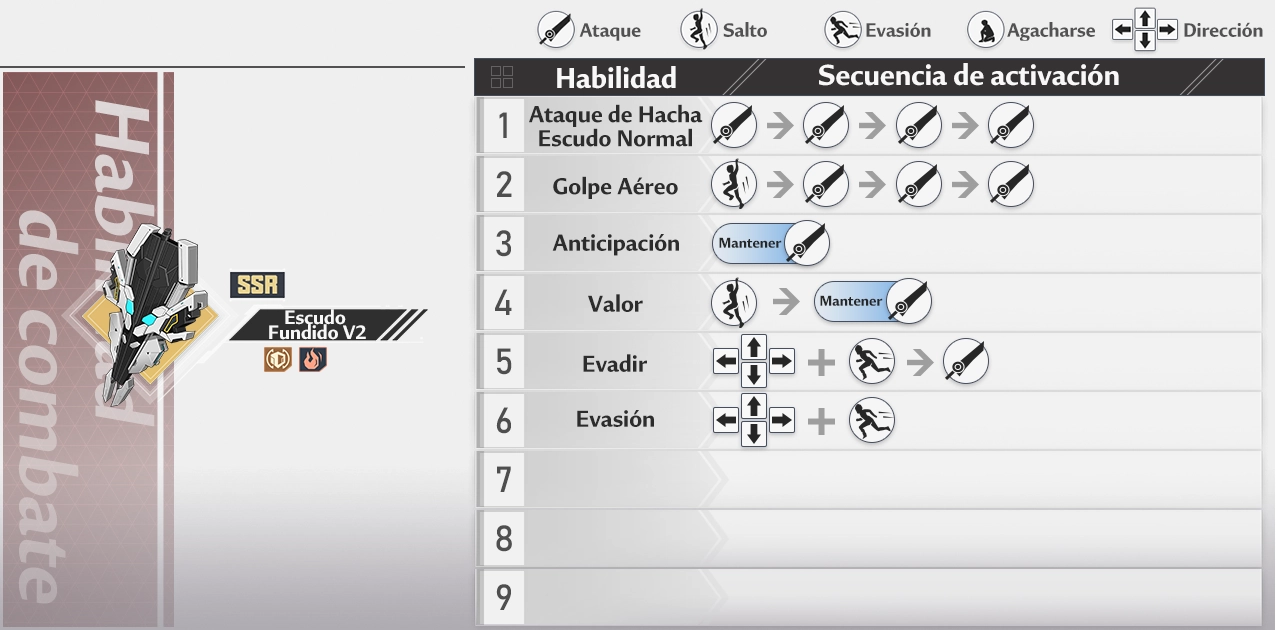 Ataque
Salto
Evasión
Agacharse
Dirección
Habilidad
de combate
SSR
Escudo
Fundido V2
Habilidad
Secuencia de activación
1
Ataque de Hacha
Escudo Normal
2
Golpe Aéreo
3
Anticipación
Mantener
4
Valor
Mantener
5
Evadir
6
Evasión
7
8
9